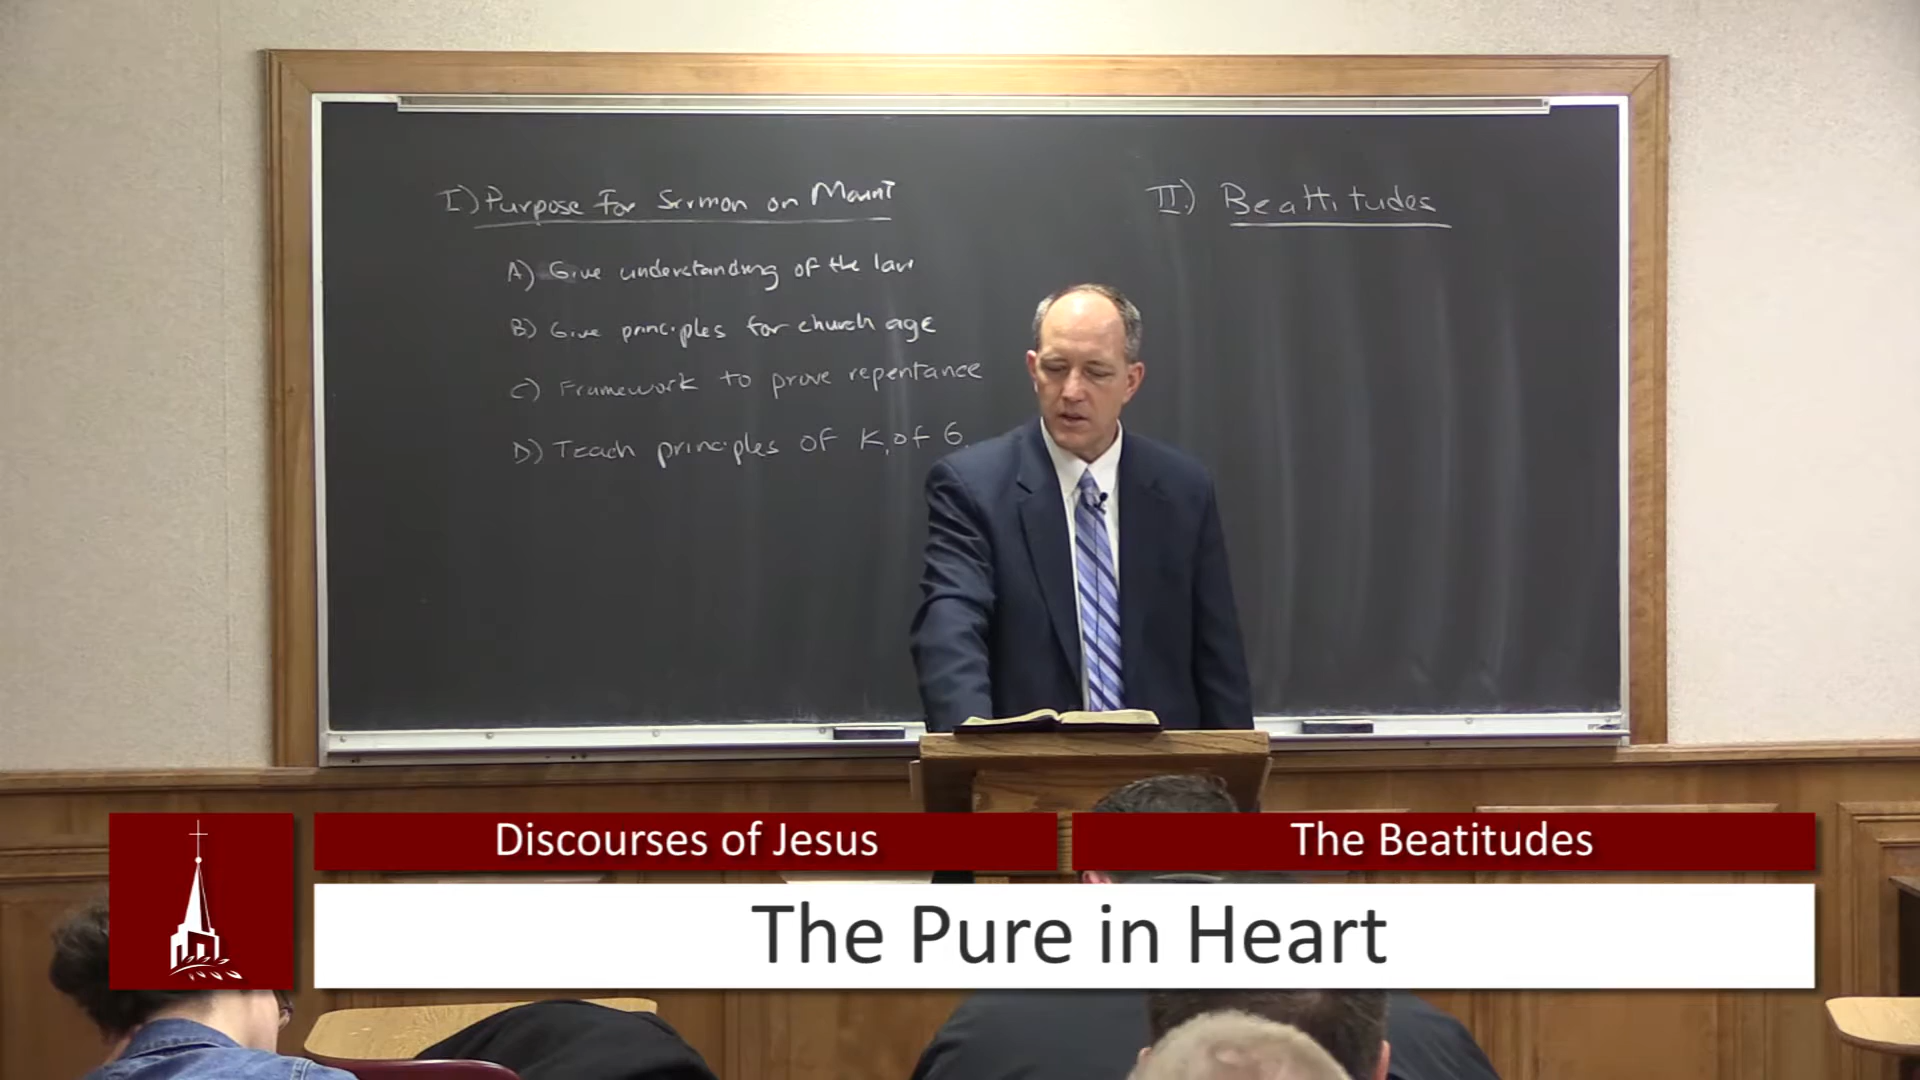 I) Purpose For Sermon on Mount
A) Give understanding of the law
B) Give principles for church age
C) Framework to prove repentance
D) Teach principles of K, of G.
II.) Beattitudes
Discourses of Jesus
The Beatitudes
The Pure in Heart